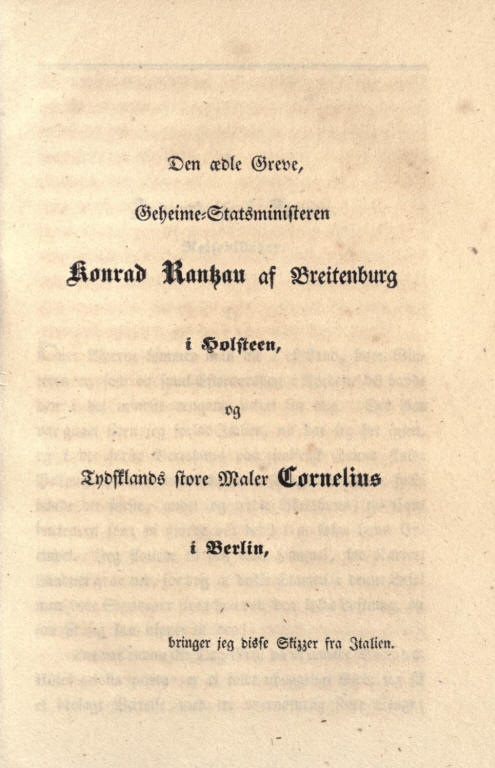 Den ædle Greve,
Geheime-Statsministeren
Konrad Rantzau af Breitenburg
i Holsteen,
og
Tydsklands store Maler Cornelius
i Berlin,
bringer jeg disse Skizzer fra Italien.